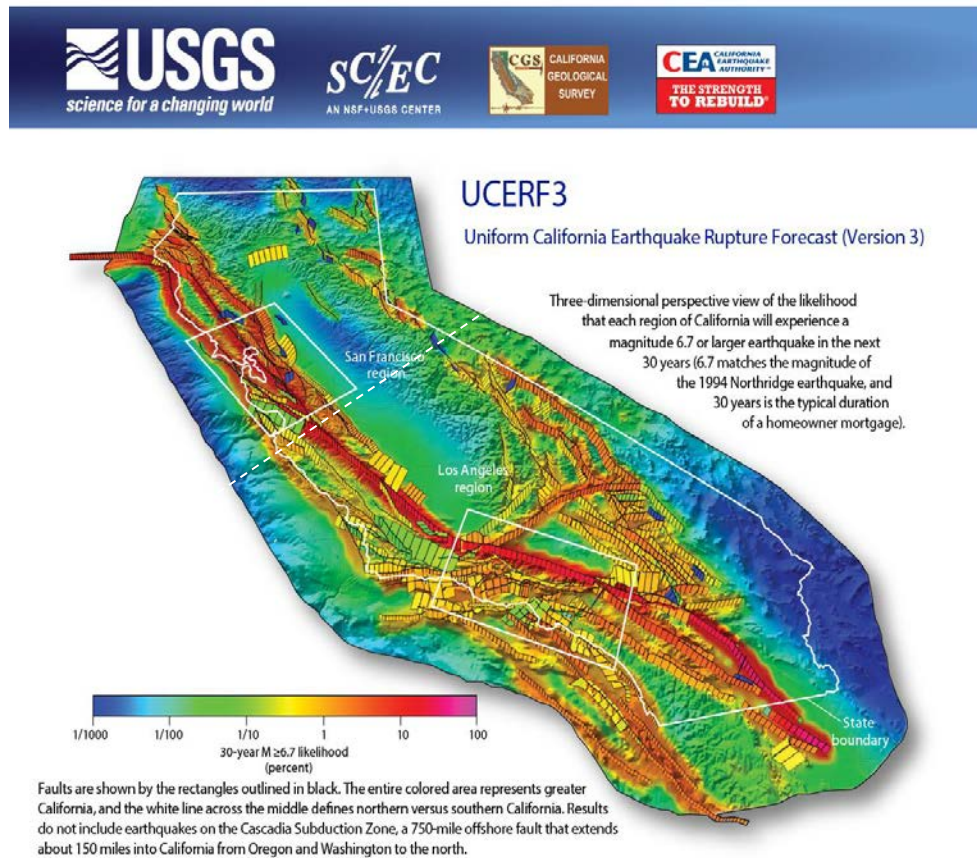 USGS
science for a changing world
SC/EC
AN NSF+USGS CENTER
CGS
CALIFORNIA
GEOLOGICAL
SURVEY
CEA CALIFORNIA
EARTHQUAKE
AUTHORITY™
THE STRENGTH
TO REBUILD®
UCERF3
Uniform California Earthquake Rupture Forecast (Version 3)
Three-dimensional perspective view of the likelihood
that each region of California will experience a
magnitude 6.7 or larger earthquake in the next
30 years (6.7 matches the magnitude of
the 1994 Northridge earthquake, and
30 years is the typical duration
of a homeowner mortgage).
San Francisco
region
Los Angeles
region
State
boundary
1/1000 1/100 1/10 1 10 100
30-year M ≥6.7 likelihood
(percent)
Faults are shown by the rectangles outlined in black. The entire colored area represents greater
California, and the white line across the middle defines northern versus southern California. Results
do not include earthquakes on the Cascadia Subduction Zone, a 750-mile offshore fault that extends
about 150 miles into California from Oregon and Washington to the north.